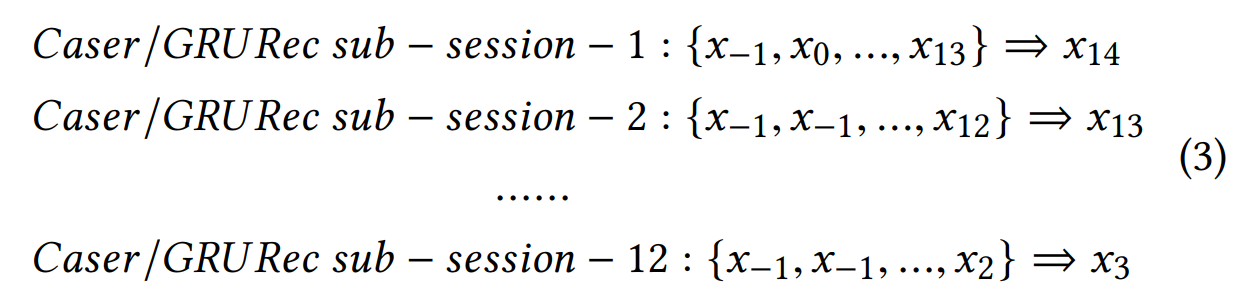 Caser/GRURec sub − session − 1 : {x₋₁, x₀, ..., x₁₃} ⟹ x₁₄
Caser/GRURec sub − session − 2 : {x₋₁, x₋₁, ..., x₁₂} ⟹ x₁₃
(3)
......
Caser/GRURec sub − session − 12 : {x₋₁, x₋₁, ..., x₂} ⟹ x₃